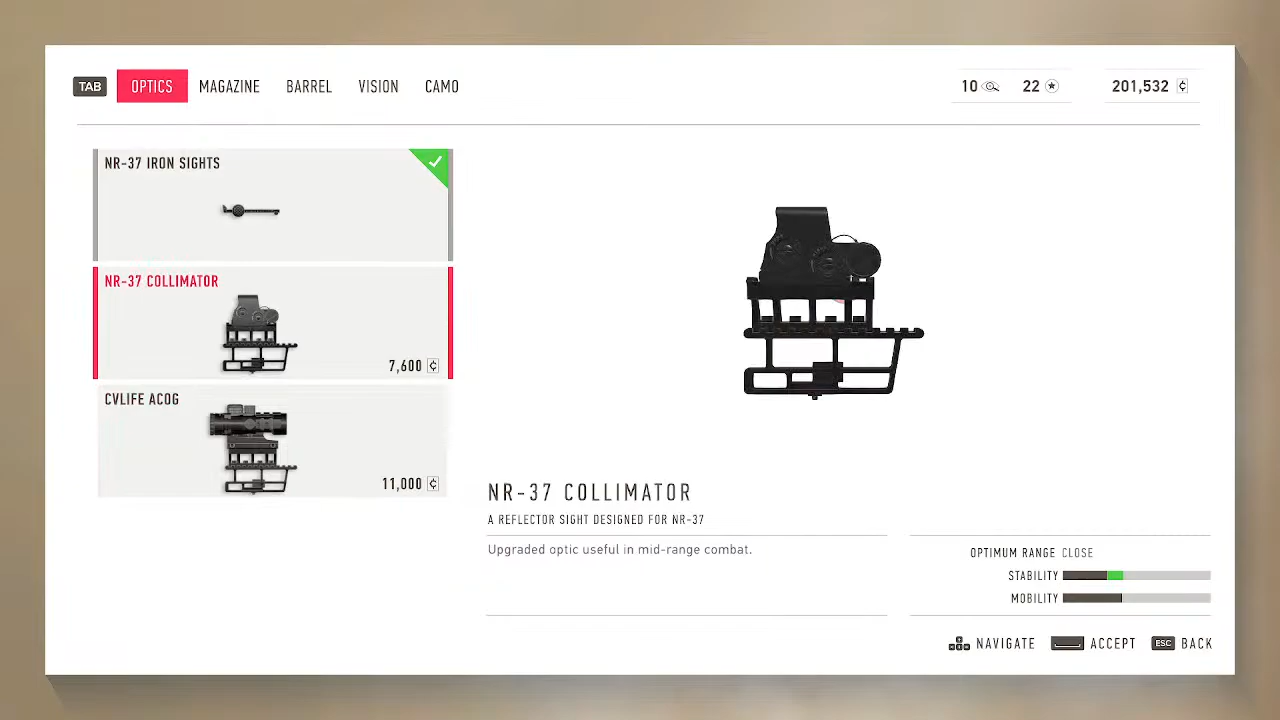 TAB OPTICS MAGAZINE BARREL VISION CAMO 10 22 201,532
NR-37 IRON SIGHTS
NR-37 COLLIMATOR
7,600
CVLIFE ACOG
11,000
NR-37 COLLIMATOR
A REFLECTOR SIGHT DESIGNED FOR NR-37
Upgraded optic useful in mid-range combat.
OPTIMUM RANGE CLOSE
STABILITY
MOBILITY
NAVIGATE ACCEPT ESC BACK